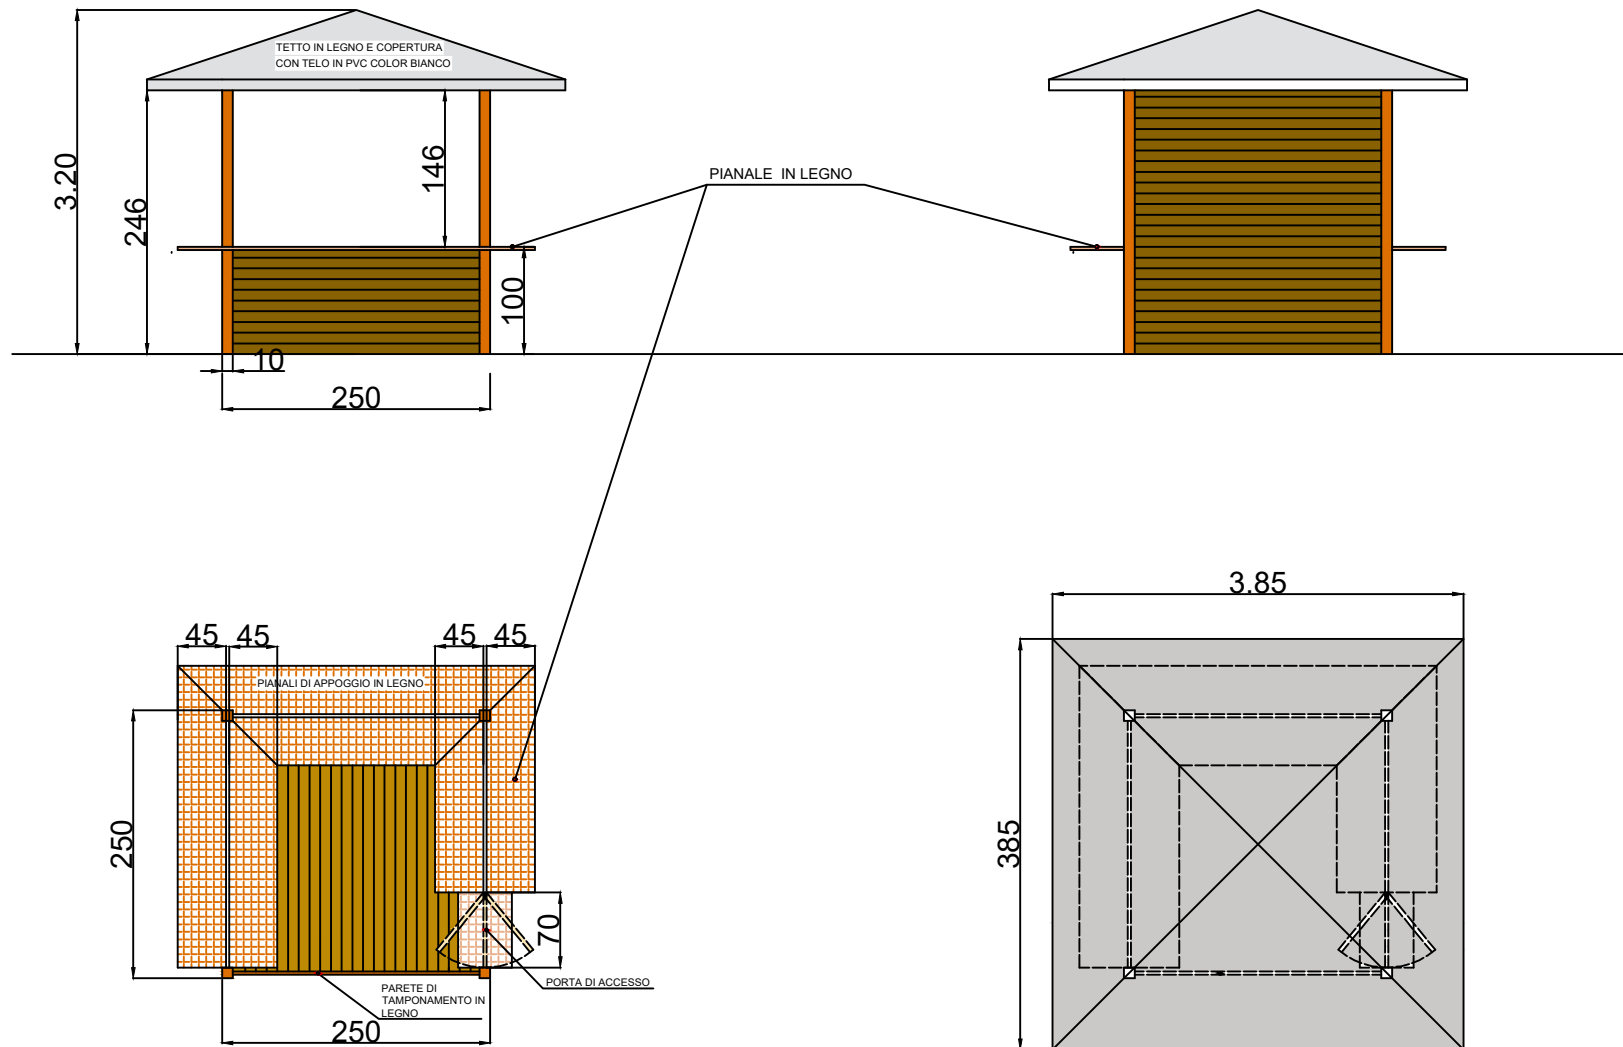 TETTO IN LEGNO E COPERTURA
CON TELO IN PVC COLOR BIANCO
3.20
246
146
100
10
250
PIANALE IN LEGNO
45
45
45
45
PIANALI DI APPOGGIO IN LEGNO
250
70
PORTA DI ACCESSO
PARETE DI
TAMPONAMENTO IN
LEGNO
250
3.85
385